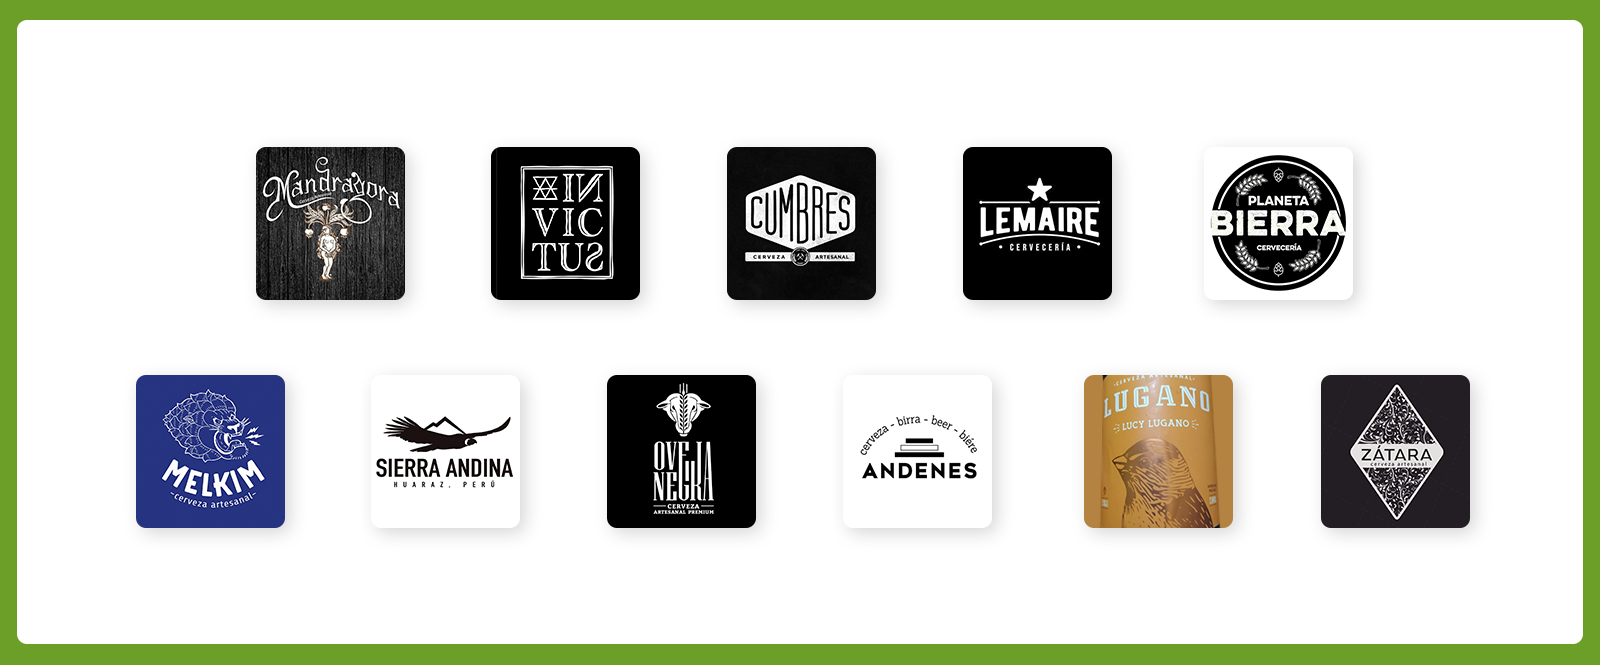 Mandragora
IN
VIC
TUS
CUMBRES
CERVEZA ARTESANAL
LEMAIRE
• CERVECERÍA •
PLANETA
BIERRA
CERVECERÍA
MELKIM
-cerveza artesanal-
SIERRA ANDINA
HUARAZ, PERÚ
OVEJA
NEGRA
CERVEZA
ARTESANAL PREMIUM
cerveza - birra - beer - biére
ANDENES
LUGANO
LUCY LUGANO
ZÁTARA
cerveza artesanal